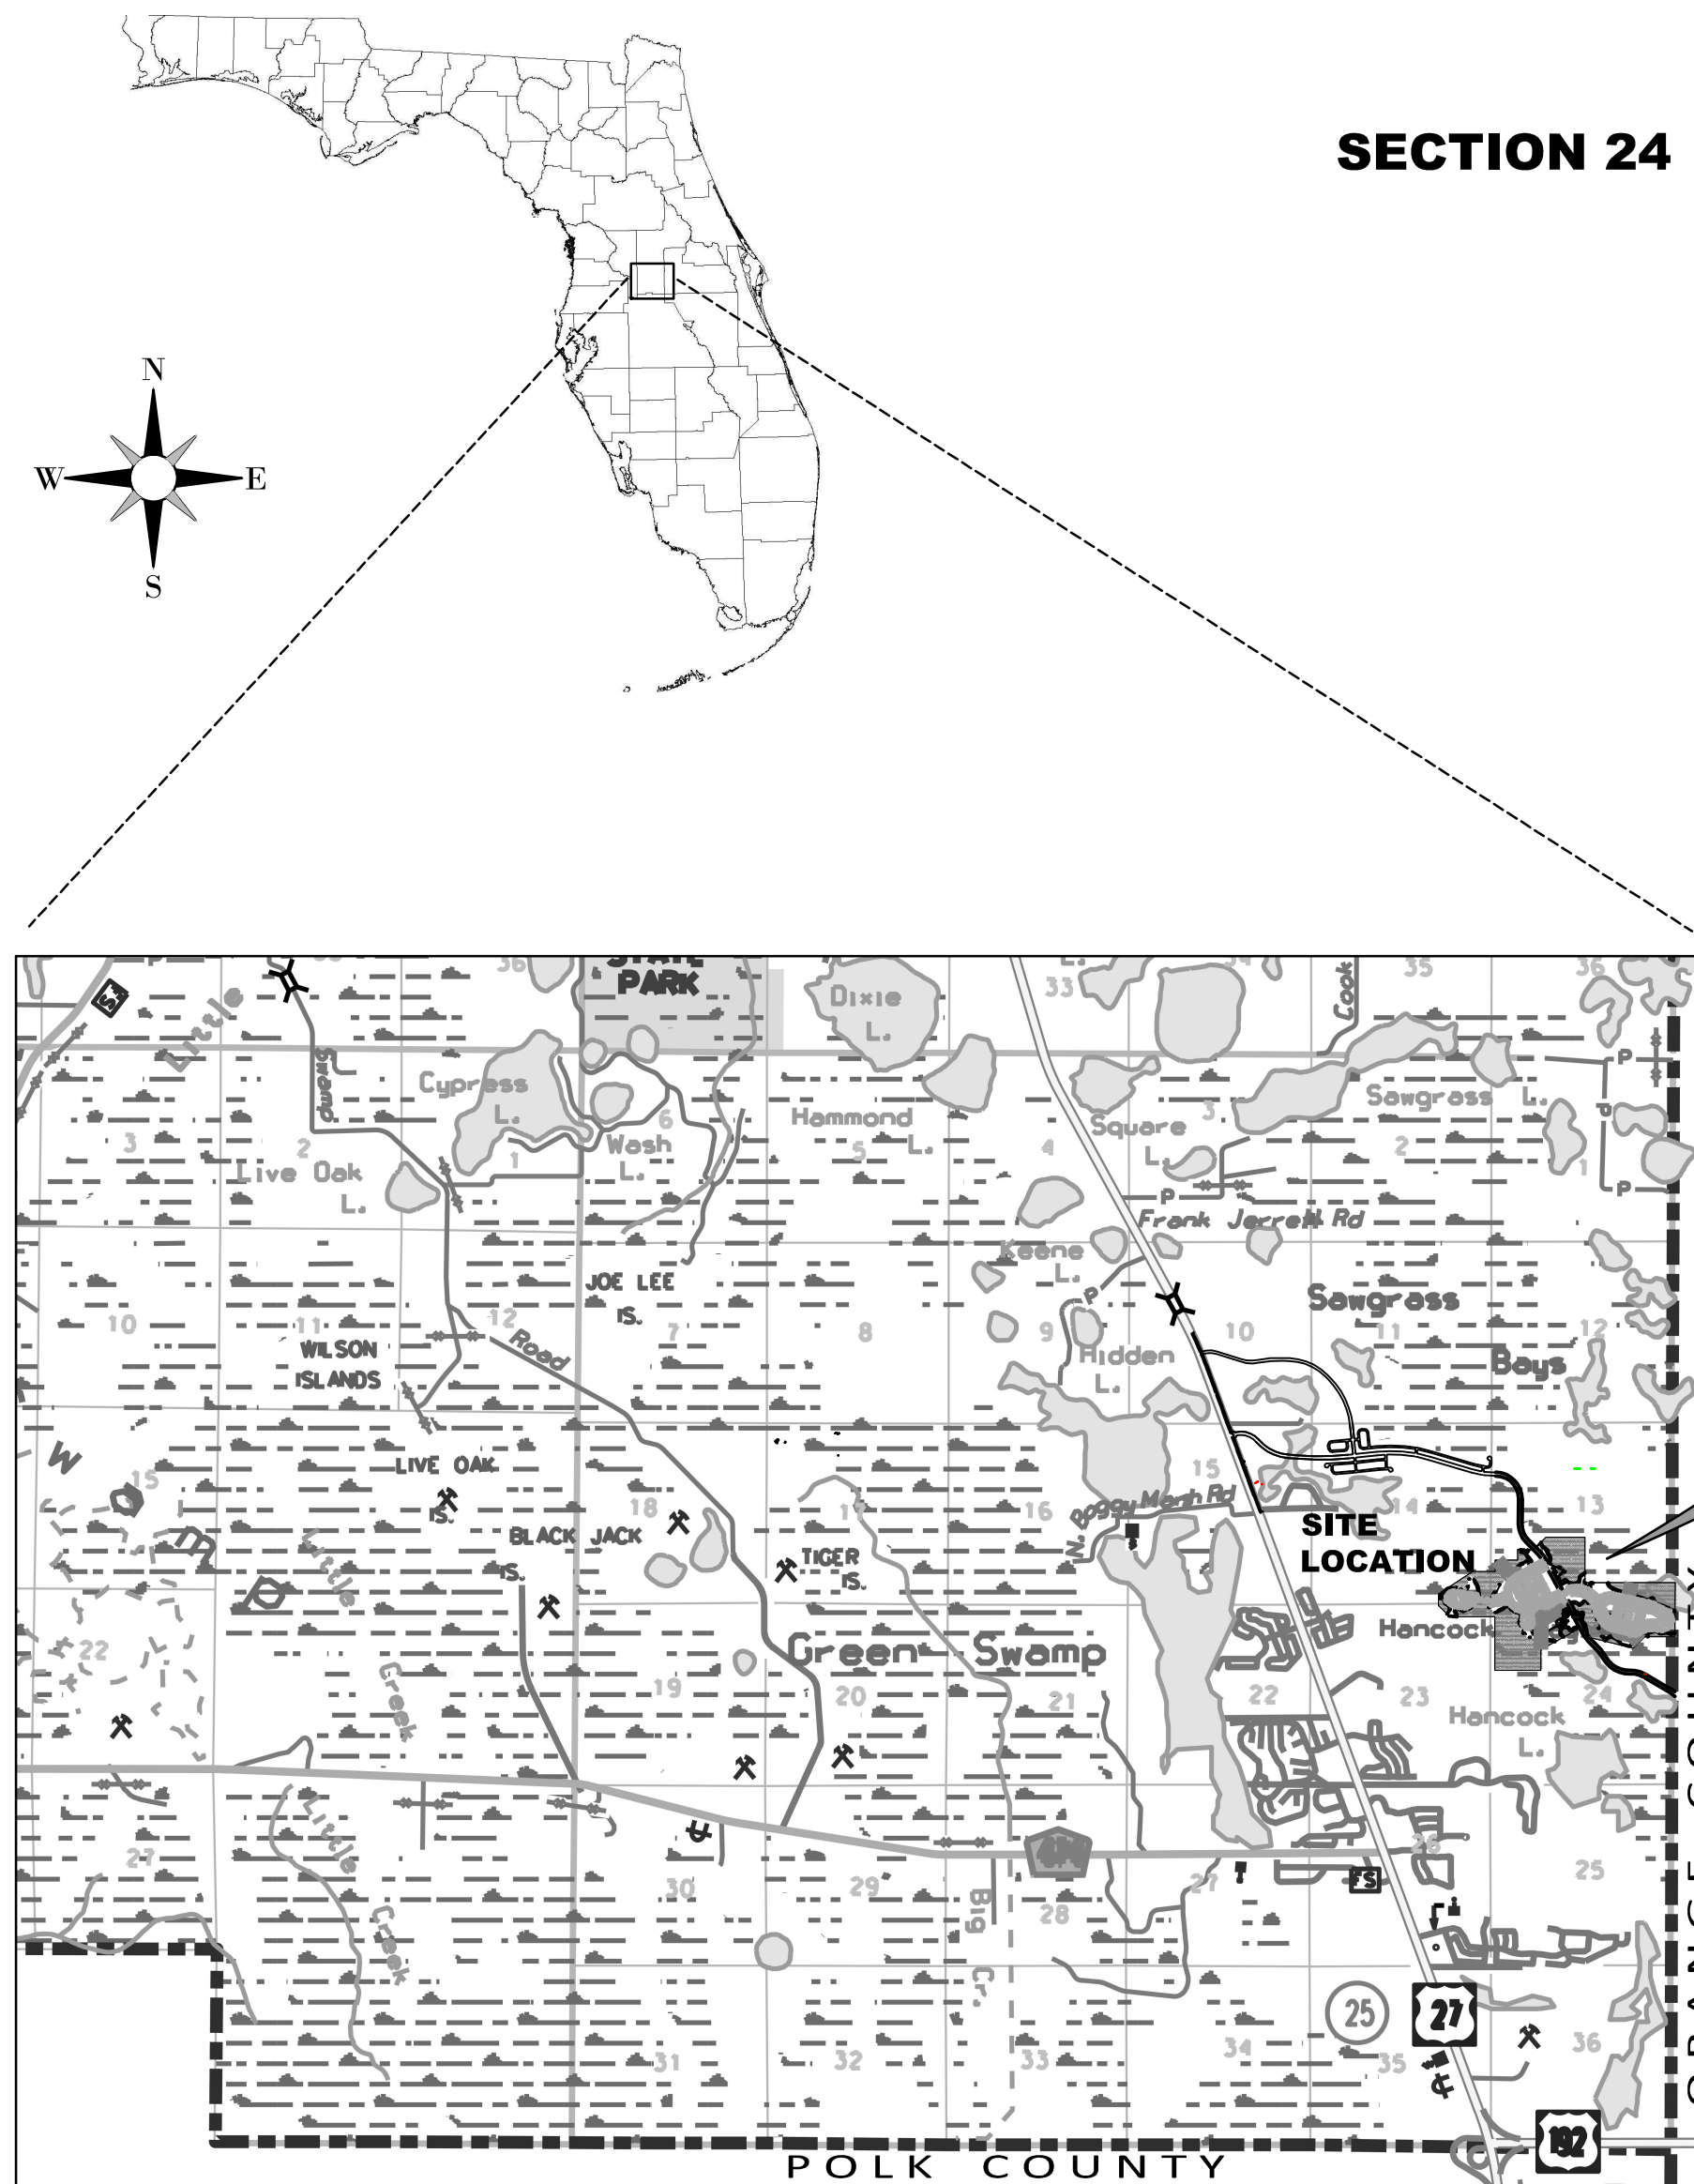 SECTION 24
N
W
E
S
STATE
PARK
36
33
35
36
Dixie
L.
L.
Cook
FS
Little
Swamp
P
Cypress
L.
Hammond
L.
Square
L.
Sawgrass L.
P
3
2
1
6
5
4
3
2
1
Wash
L.
Live Oak
L.
P
P
Frank Jerrell Rd
Keene
L.
P
JOE LEE
IS.
Sawgrass
10
11
12
7
8
9
10
11
12
WILSON
ISLANDS
Road
Hidden
L.
Bays
W
15
LIVE OAK
IS.
18
17
16
15
14
13
N. Boggy Marsh Rd
m
Little
BLACK JACK
IS.
TIGER
IS.
SITE
LOCATION
Hancock
22
Green Swamp
Creek
19
20
21
22
23
24
Hancock
L.
Little
27
30
29
28
27
26
25
FS
Creek
Big
Cr.
25
27
31
32
33
34
35
36
192
POLK COUNTY
ORANGE COUNTY